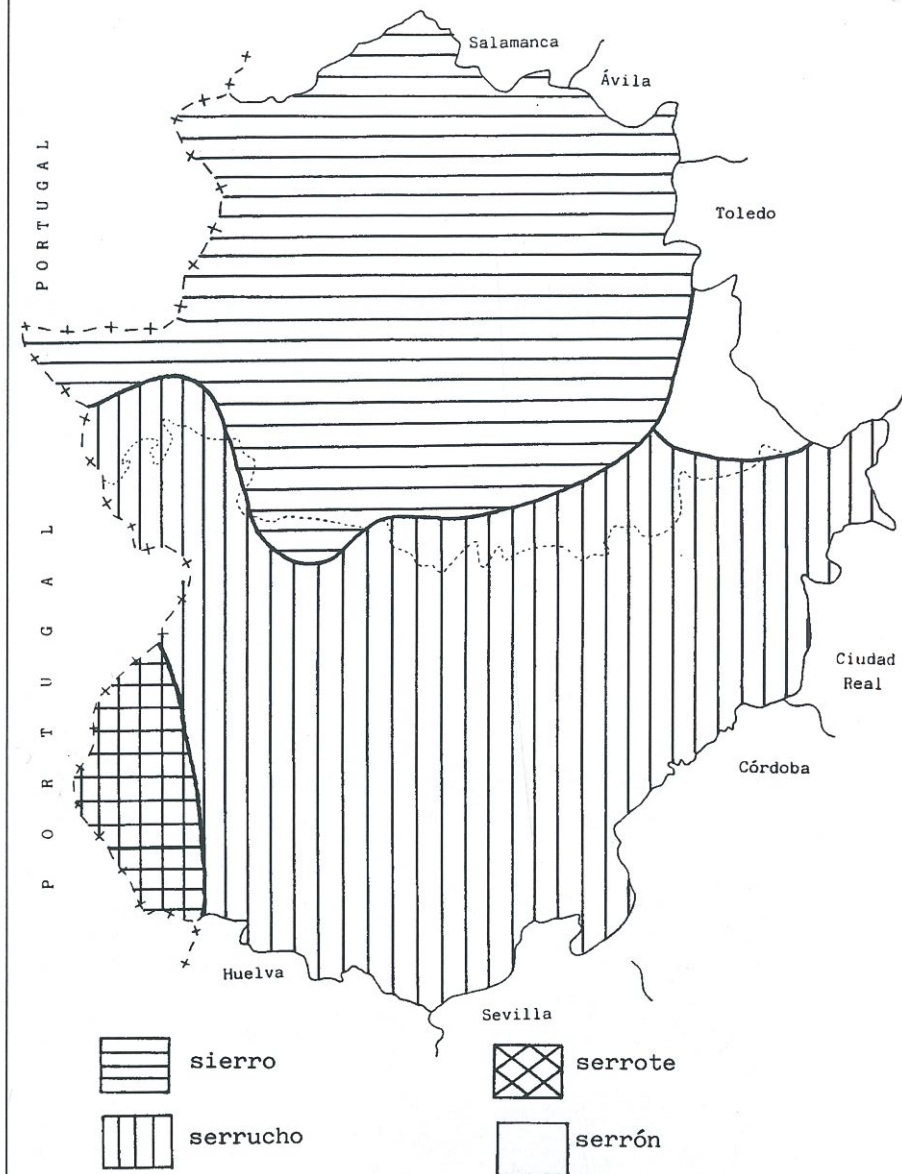 Salamanca
Ávila
PORTUGAL
Toledo
PORTUGAL
Ciudad
Real
Córdoba
Huelva
Sevilla
sierro
serrote
serrucho
serrón